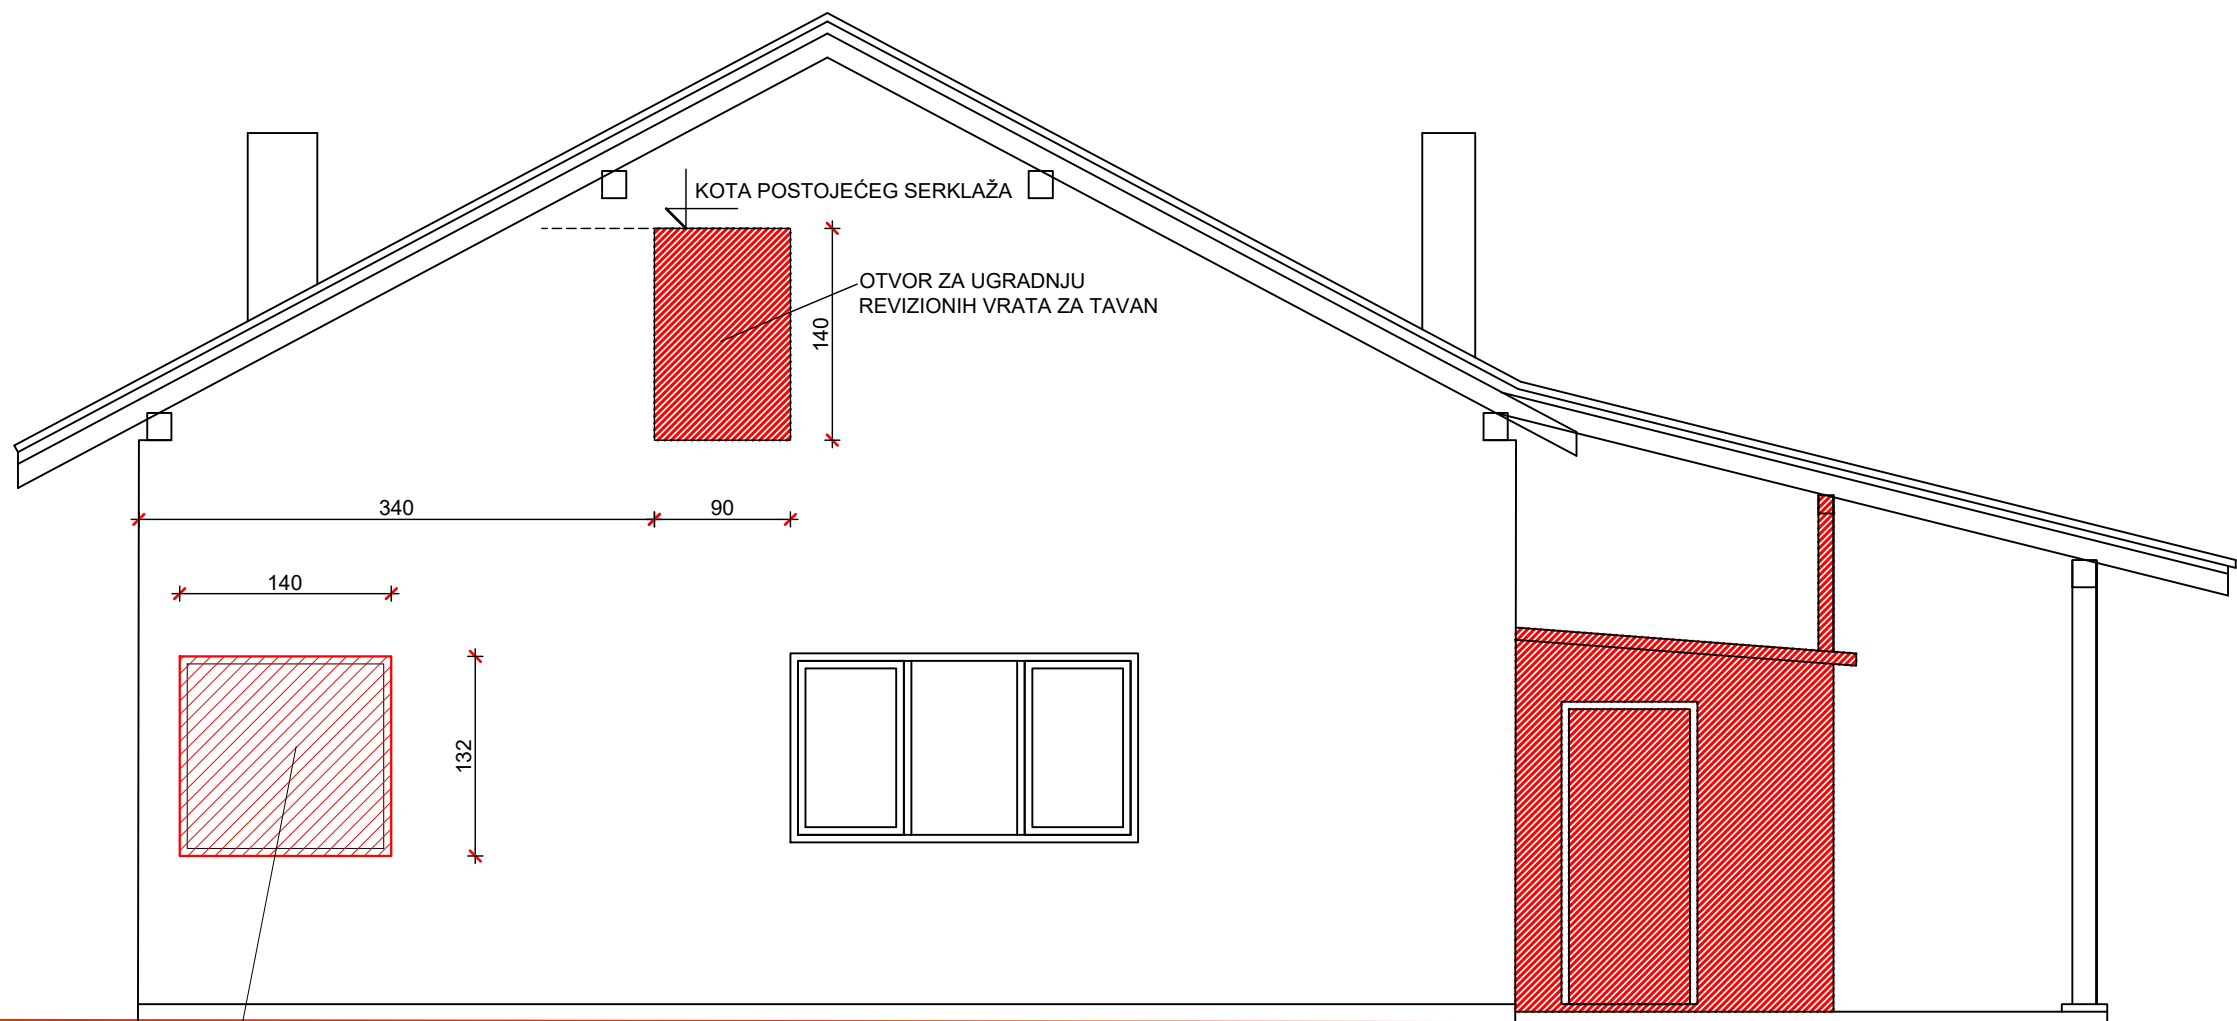 KOTA POSTOJEĆEG SERKLAŽA
OTVOR ZA UGRADNJU
REVIZIONIH VRATA ZA TAVAN
140
340
90
140
132